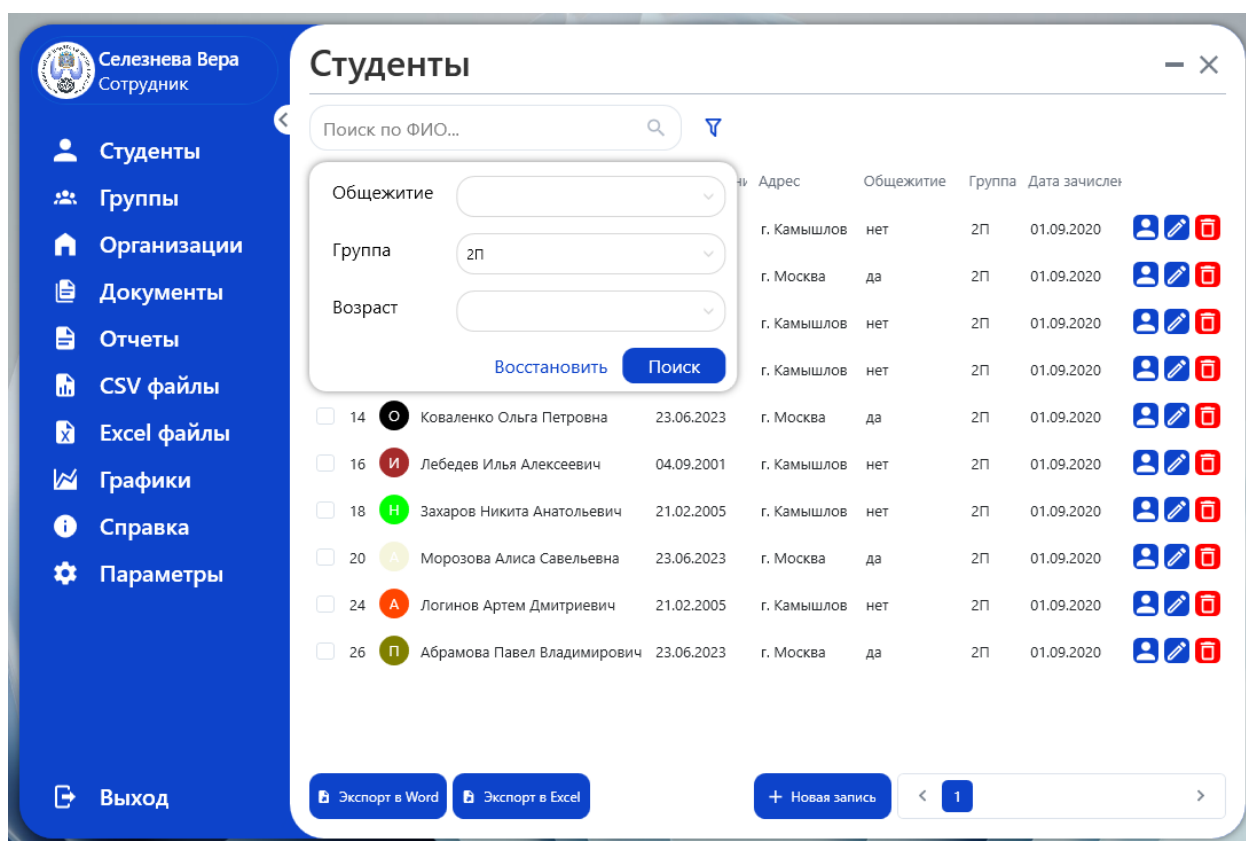 Селезнева Вера
Сотрудник
Студенты
Группы
Организации
Документы
Отчеты
CSV файлы
Excel файлы
Графики
Справка
Параметры
Выход
Студенты
Поиск по ФИО...
Общежитие
Группа 2П
Возраст
Восстановить Поиск
Адрес Общежитие Группа Дата зачислен
г. Камышлов нет 2П 01.09.2020
г. Москва да 2П 01.09.2020
г. Камышлов нет 2П 01.09.2020
г. Камышлов нет 2П 01.09.2020
14 О Коваленко Ольга Петровна 23.06.2023 г. Москва да 2П 01.09.2020
16 И Лебедев Илья Алексеевич 04.09.2001 г. Камышлов нет 2П 01.09.2020
18 Н Захаров Никита Анатольевич 21.02.2005 г. Камышлов нет 2П 01.09.2020
20 А Морозова Алиса Савельевна 23.06.2023 г. Москва да 2П 01.09.2020
24 А Логинов Артем Дмитриевич 21.02.2005 г. Камышлов нет 2П 01.09.2020
26 П Абрамова Павел Владимирович 23.06.2023 г. Москва да 2П 01.09.2020
Экспорт в Word Экспорт в Excel + Новая запись < 1 >